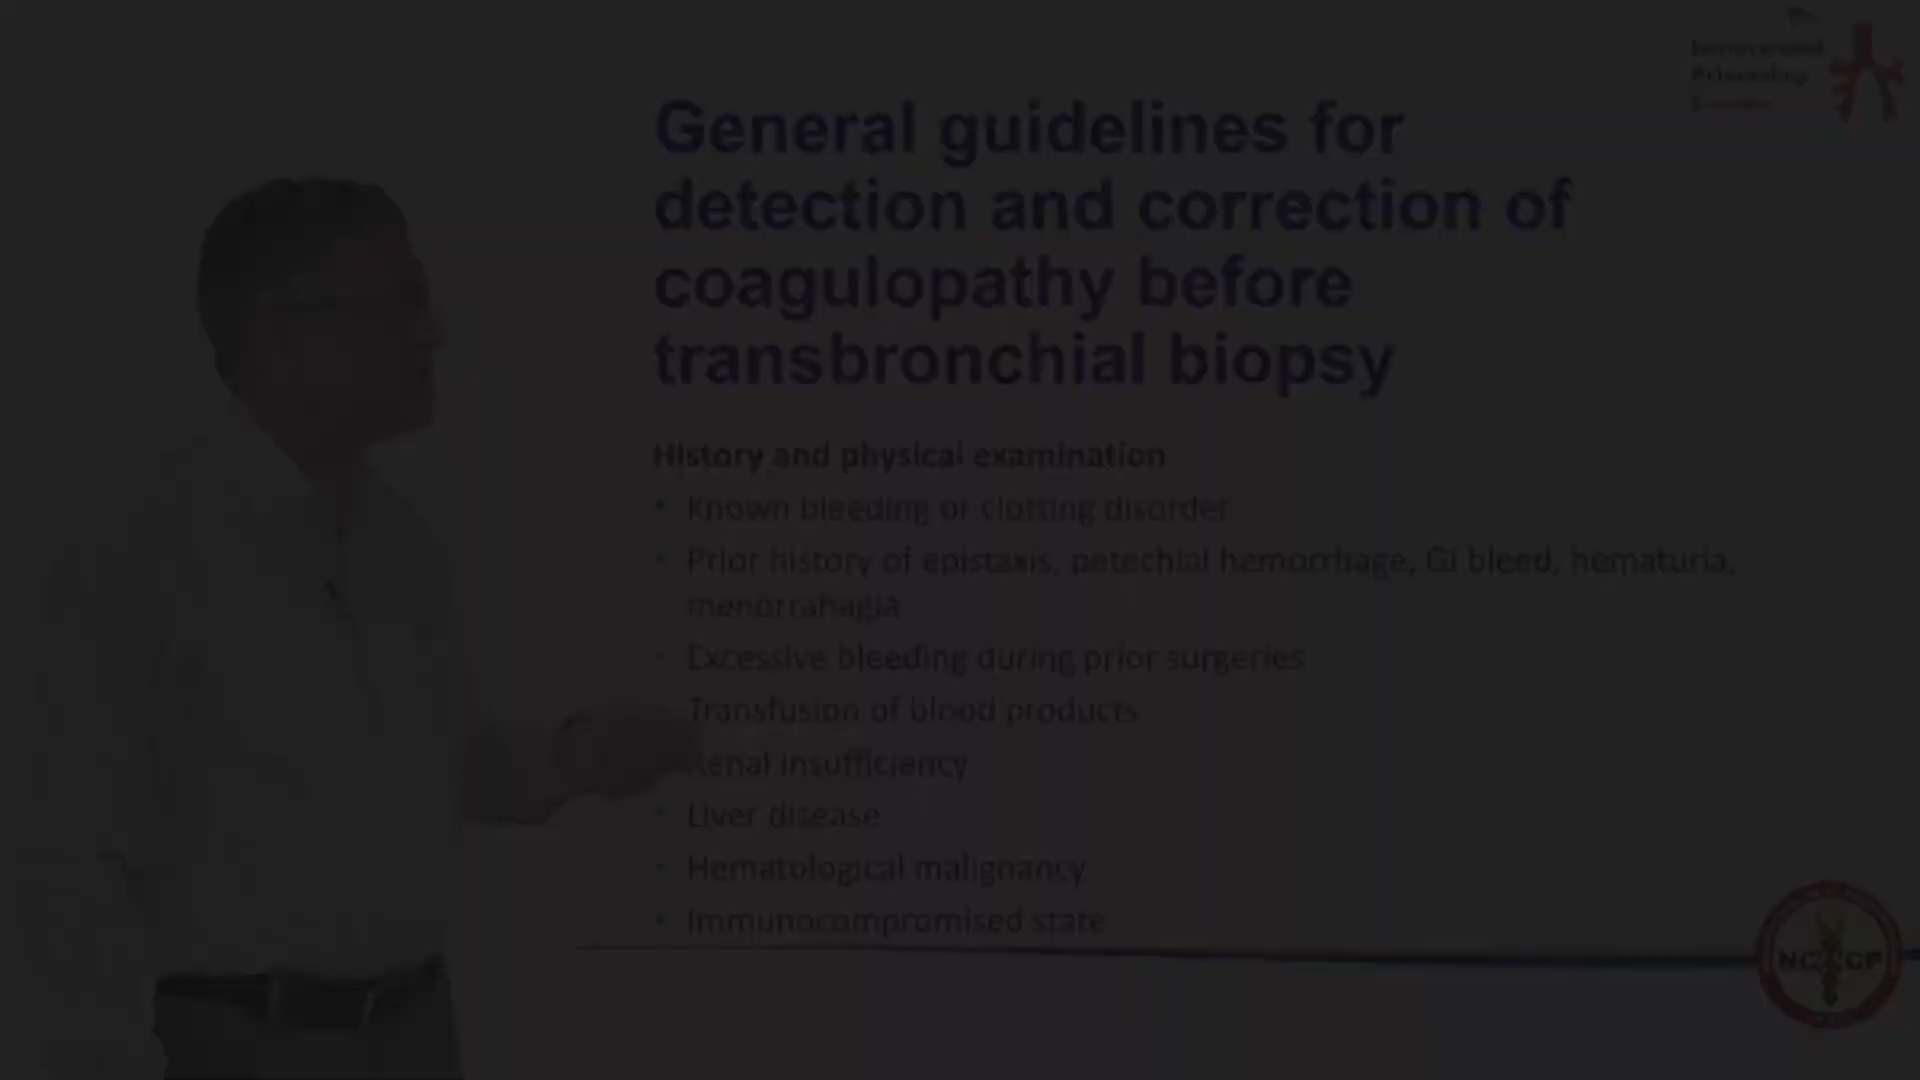 General guidelines for
detection and correction of
coagulopathy before
transbronchial biopsy
History and physical examination
• Known bleeding or clotting disorder
• Prior history of epistaxis, petechial hemorrhage, GI bleed, hematuria,
menorrahagia
• Excessive bleeding during prior surgeries
Transfusion of blood products
Renal insufficiency
• Liver disease
• Hematological malignancy
• Immunocompromised state